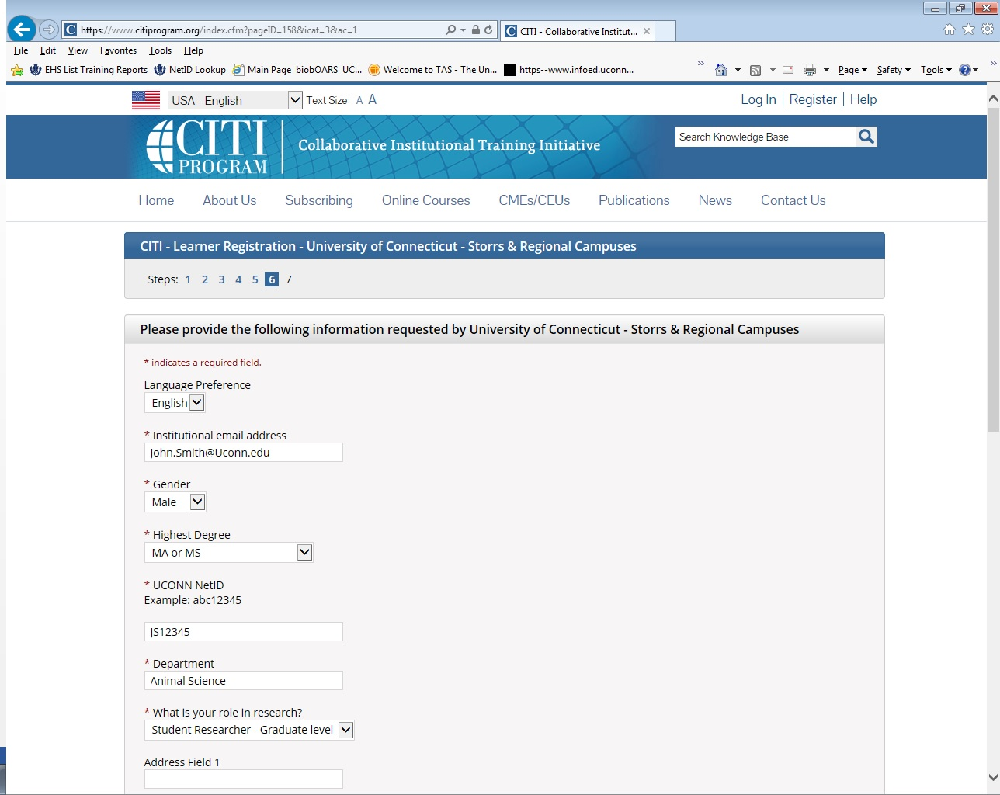 https://www.citiprogram.org/index.cfm?pageID=158&icat=3&ac=1
CITI - Collaborative Institut...
File Edit View Favorites Tools Help
EHS List Training Reports NetID Lookup Main Page biobOARS UC... Welcome to TAS - The Un... https--www.infoed.uconn... Page Safety Tools
USA - English Text Size: A A Log In | Register | Help
CITI PROGRAM
Collaborative Institutional Training Initiative
Search Knowledge Base
Home About Us Subscribing Online Courses CMEs/CEUs Publications News Contact Us
CITI - Learner Registration - University of Connecticut - Storrs & Regional Campuses
Steps: 1 2 3 4 5 6 7
Please provide the following information requested by University of Connecticut - Storrs & Regional Campuses
* indicates a required field.
Language Preference
English
* Institutional email address
John.Smith@Uconn.edu
* Gender
Male
* Highest Degree
MA or MS
* UCONN NetID
Example: abc12345
JS12345
* Department
Animal Science
* What is your role in research?
Student Researcher - Graduate level
Address Field 1